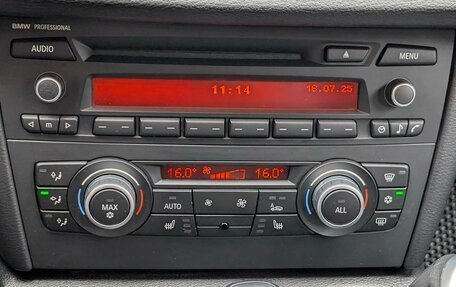 BMW PROFESSIONAL
AUDIO MENU
11:14 18.07.25
m
16.0° 16.0°
MAX AUTO ALL